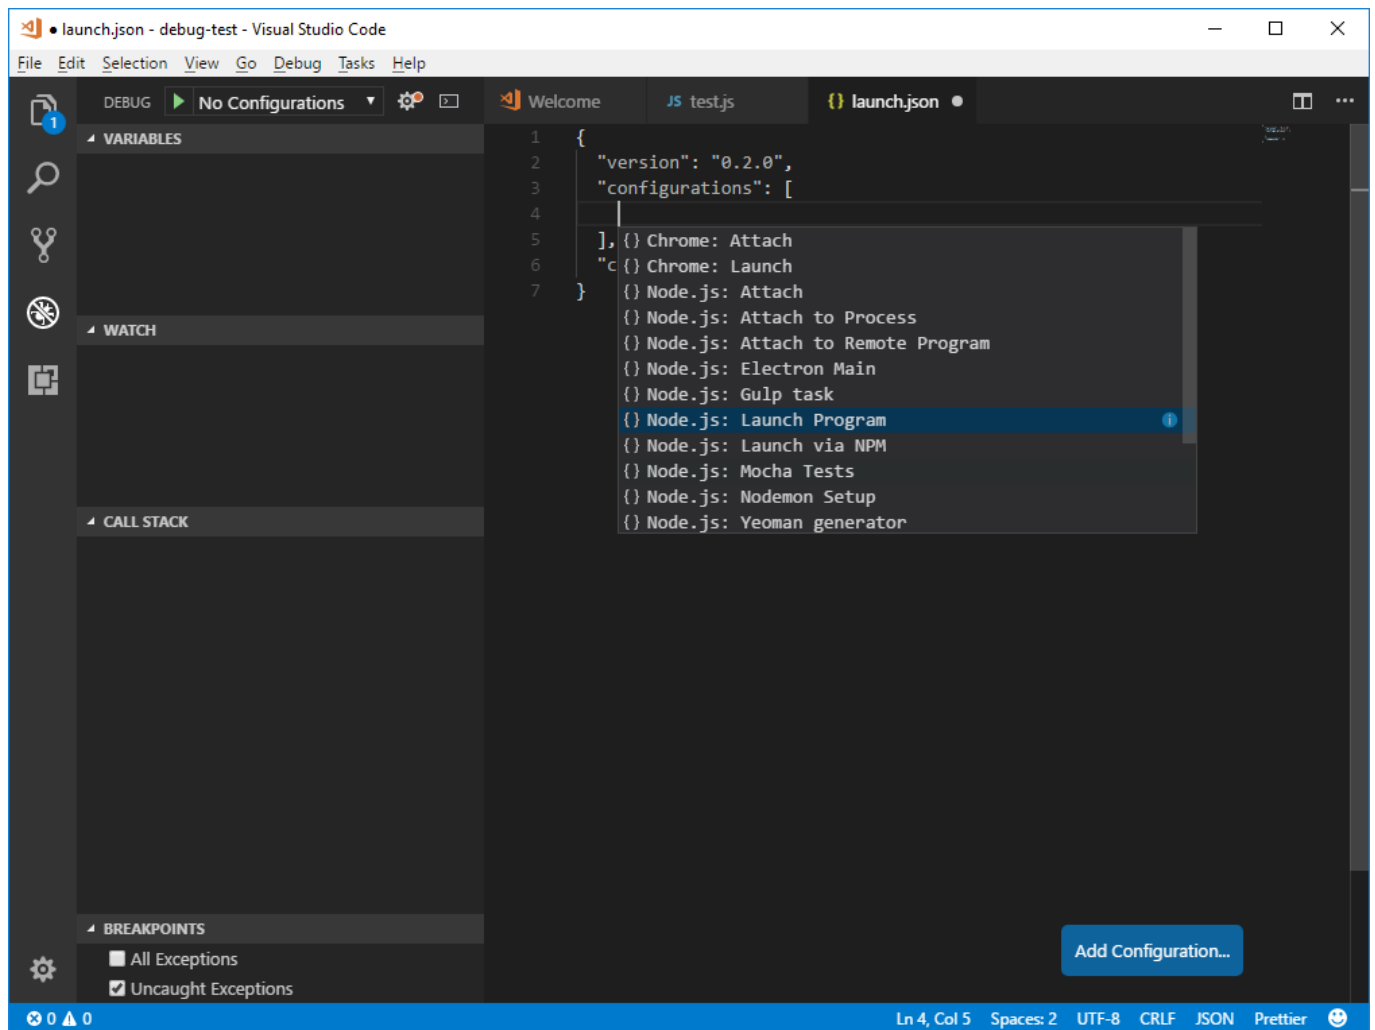 ● launch.json - debug-test - Visual Studio Code
File Edit Selection View Go Debug Tasks Help
1
DEBUG No Configurations
VARIABLES
WATCH
CALL STACK
BREAKPOINTS
All Exceptions
Uncaught Exceptions
Welcome JS test.js {} launch.json ●
1 {
2 "version": "0.2.0",
3 "configurations": [
4
5 ],
6 "c
7 }
{} Chrome: Attach
{} Chrome: Launch
{} Node.js: Attach
{} Node.js: Attach to Process
{} Node.js: Attach to Remote Program
{} Node.js: Electron Main
{} Node.js: Gulp task
{} Node.js: Launch Program
{} Node.js: Launch via NPM
{} Node.js: Mocha Tests
{} Node.js: Nodemon Setup
{} Node.js: Yeoman generator
Add Configuration...
0 0 Ln 4, Col 5 Spaces: 2 UTF-8 CRLF JSON Prettier